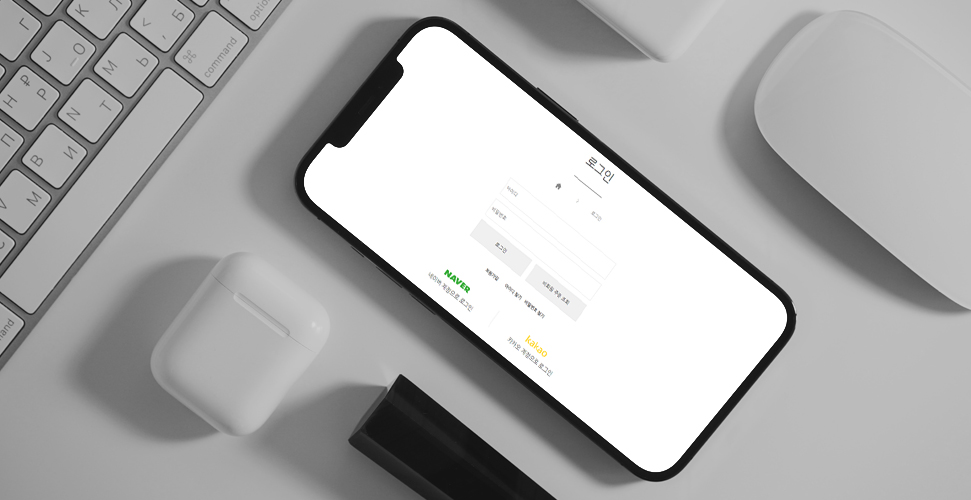 로그인
로그인
아이디
비밀번호
로그인
비회원 주문 조회
회원가입 아이디 찾기 비밀번호 찾기
NAVER
네이버 계정으로 로그인
kakao
카카오 계정으로 로그인
option
⌘
command
Г
J
О
К
Б
<
,
Н
₽
Р
М
Ь
N
Т
В
И
V
М